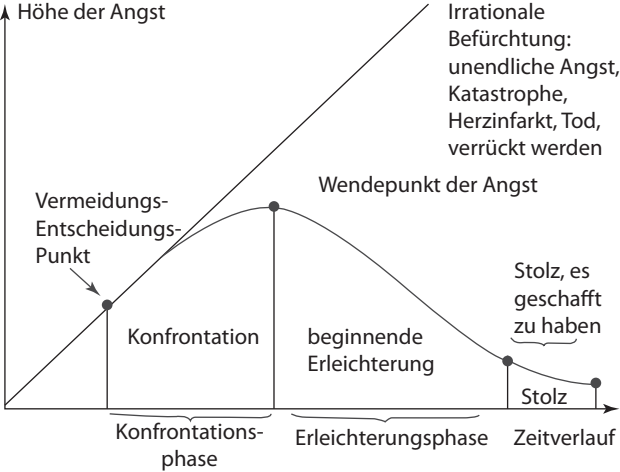 Höhe der Angst
Irrationale
Befürchtung:
unendliche Angst,
Katastrophe,
Herzinfarkt, Tod,
verrückt werden
Wendepunkt der Angst
Vermeidungs-
Entscheidungs-
Punkt
Stolz, es
geschafft
zu haben
Konfrontation
beginnende
Erleichterung
Stolz
Konfrontations-
phase
Erleichterungsphase
Zeitverlauf